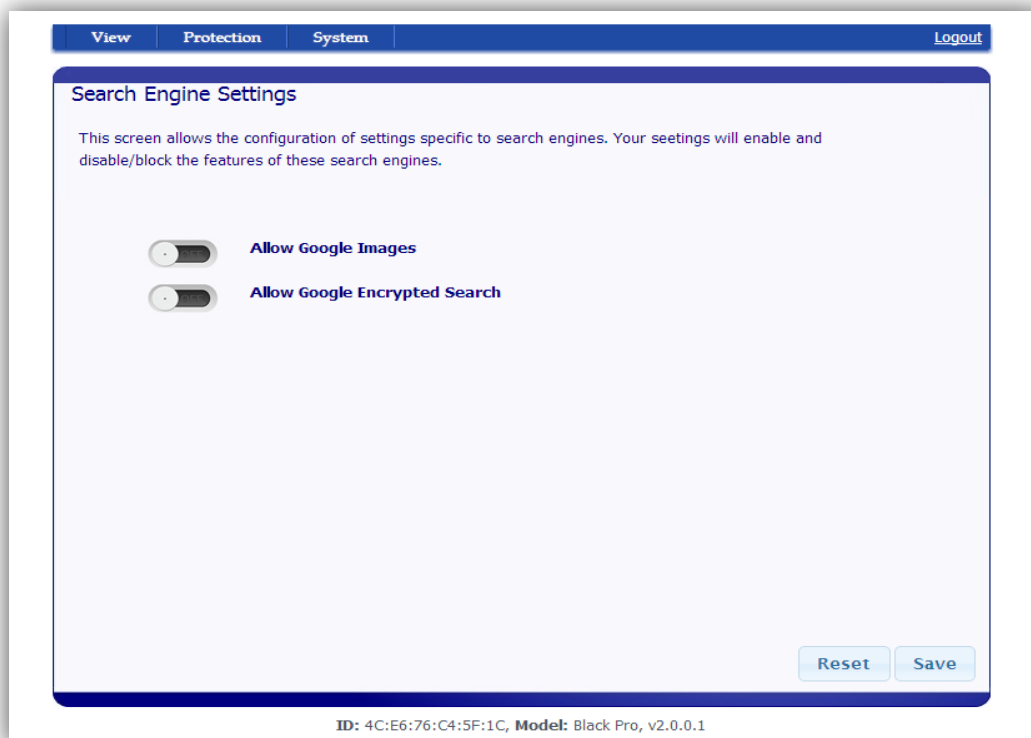 View Protection System Logout
Search Engine Settings
This screen allows the configuration of settings specific to search engines. Your seetings will enable and
disable/block the features of these search engines.
OFF Allow Google Images
OFF Allow Google Encrypted Search
Reset Save
ID: 4C:E6:76:C4:5F:1C, Model: Black Pro, v2.0.0.1